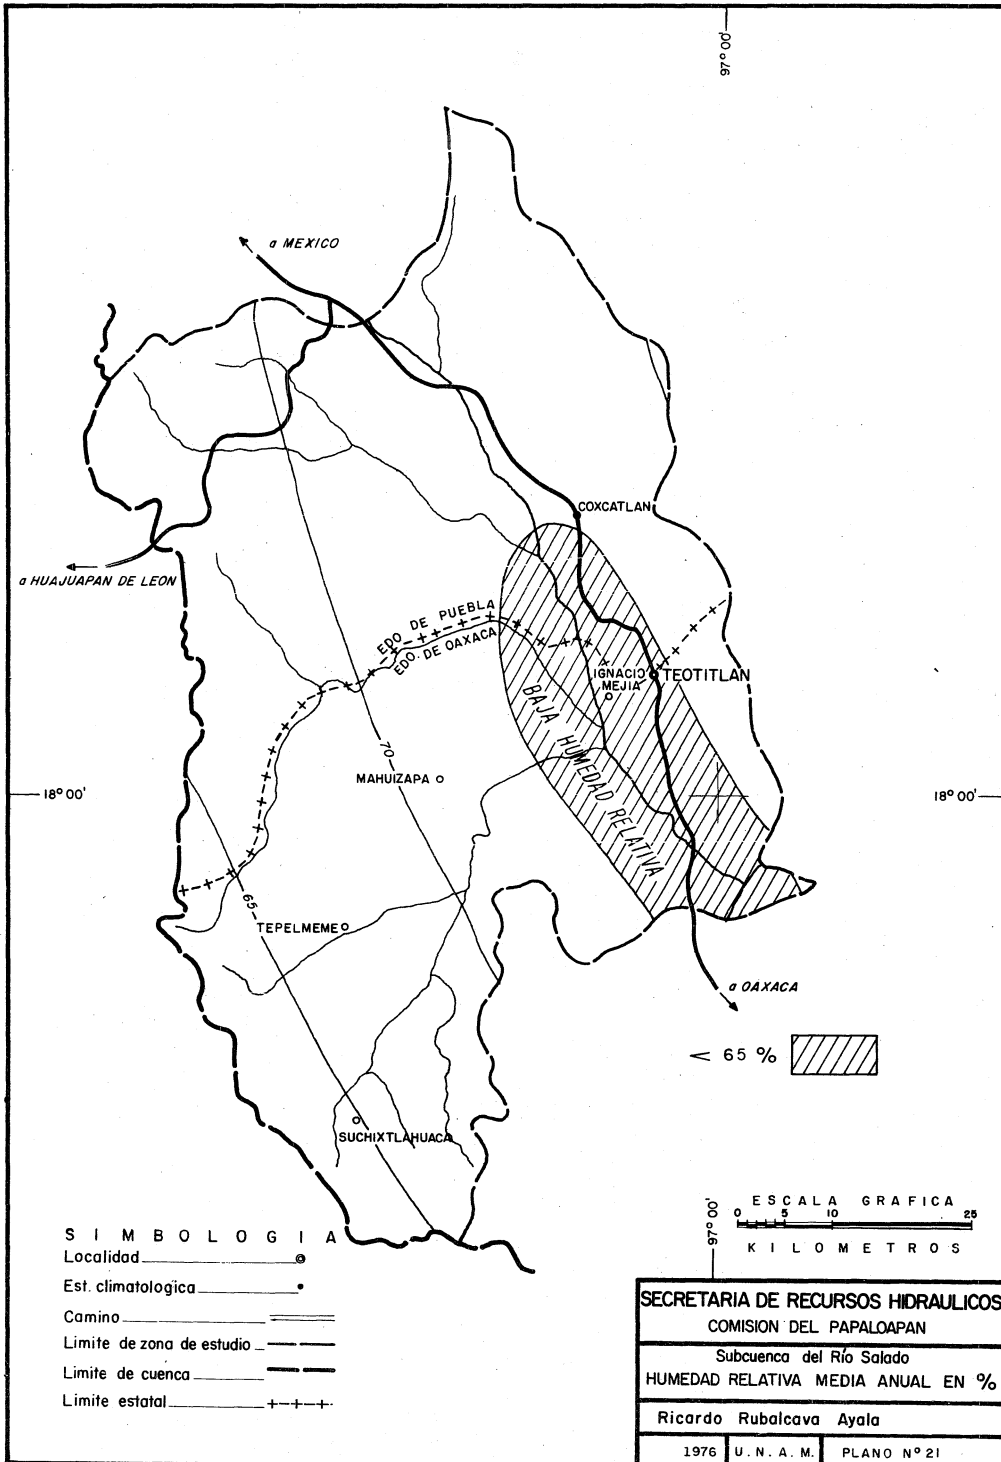 97° 00'
a MEXICO
COXCATLAN
a HUAJUAPAN DE LEON
EDO DE PUEBLA
EDO. DE OAXACA
IGNACIO
MEJIA
TEOTITLAN
BAJA HUMEDAD RELATIVA
70
MAHUIZAPA
18° 00'
18° 00'
65
TEPELMEME
a OAXACA
< 65 %
SUCHIXTLAHUACA
97° 00'
ESCALA GRAFICA
0 5 10 25
KILOMETROS
SIMBOLOGIA
Localidad
Est. climatologica
Camino
Limite de zona de estudio
Limite de cuenca
Limite estatal
SECRETARIA DE RECURSOS HIDRAULICOS
COMISION DEL PAPALOAPAN
Subcuenca del Río Salado
HUMEDAD RELATIVA MEDIA ANUAL EN %
Ricardo Rubalcava Ayala
1976 U.N.A.M. PLANO Nº 21